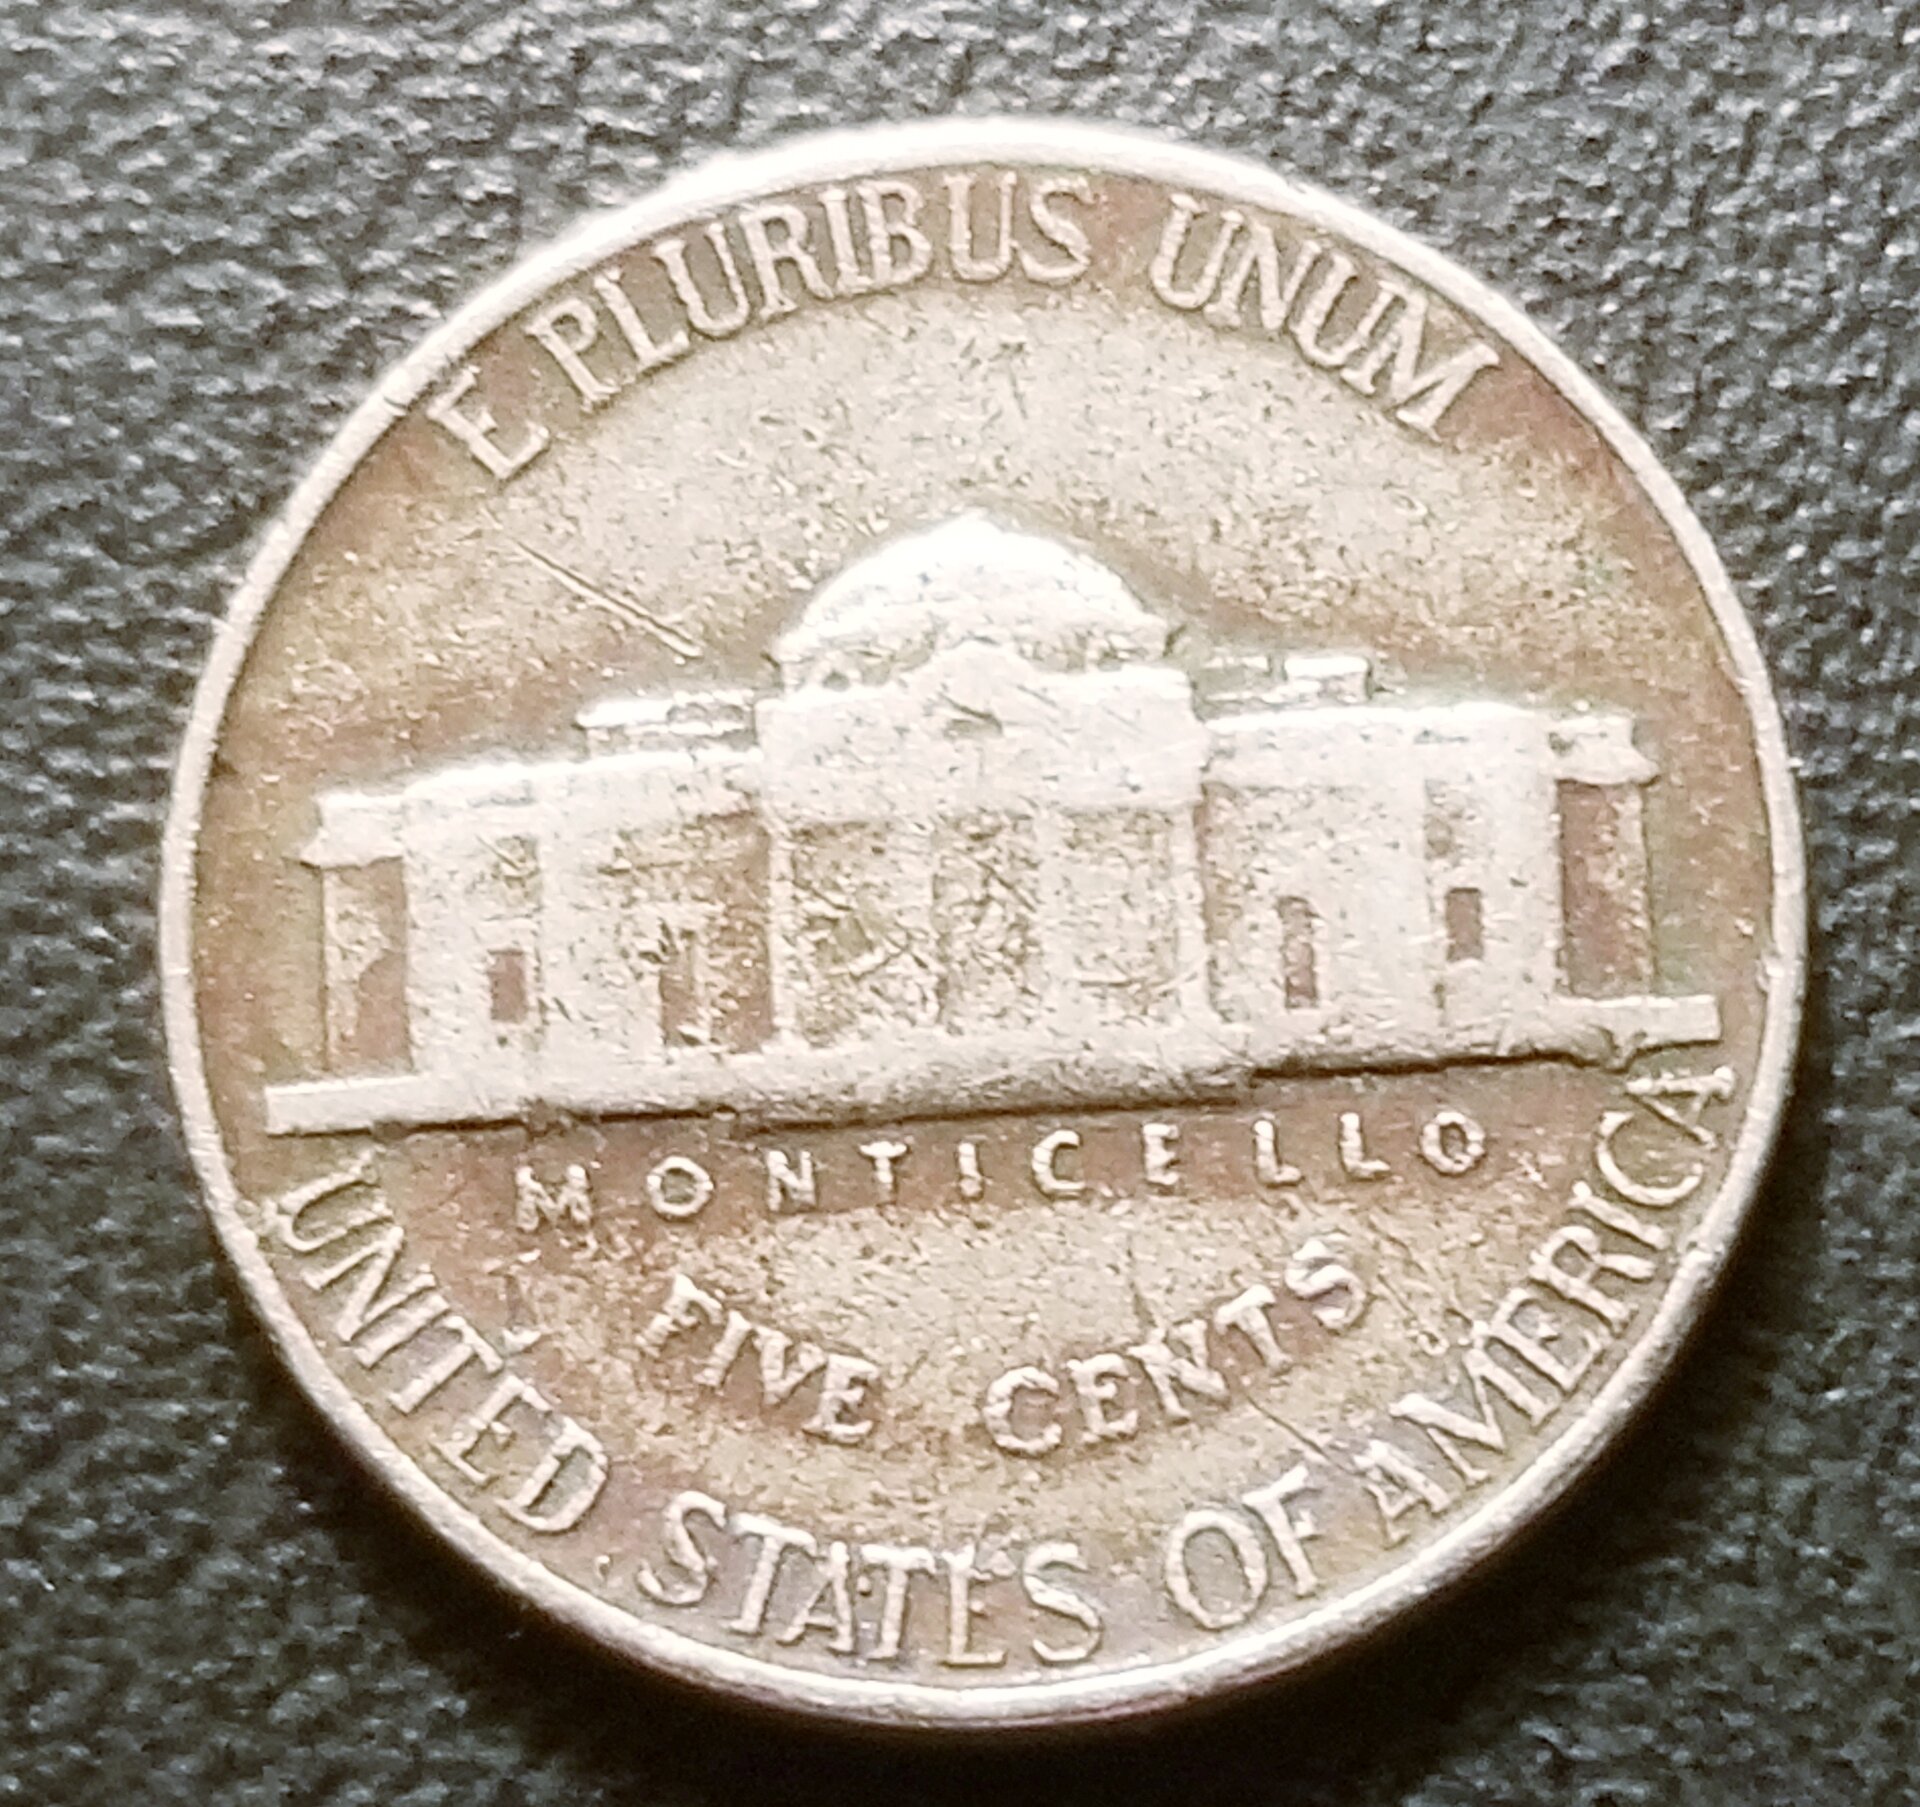 E PLURIBUS UNUM
MONTICELLO
FIVE CENTS
UNITED STATES OF AMERICA